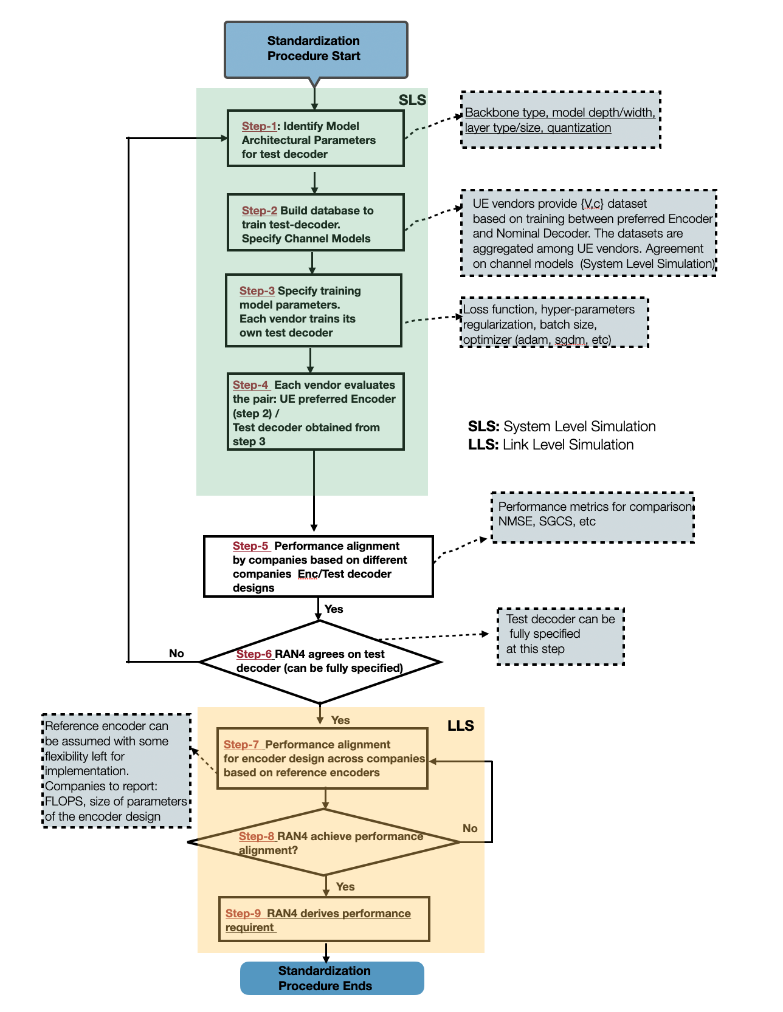 Standardization
Procedure Start
SLS
Step-1: Identify Model
Architectural Parameters
for test decoder
Backbone type, model depth/width,
layer type/size, quantization
Step-2 Build database to
train test-decoder.
Specify Channel Models
UE vendors provide {V,c} dataset
based on training between preferred Encoder
and Nominal Decoder. The datasets are
aggregated among UE vendors. Agreement
on channel models (System Level Simulation)
Step-3 Specify training
model parameters.
Each vendor trains its
own test decoder
Loss function, hyper-parameters
regularization, batch size,
optimizer (adam, sgdm, etc)
Step-4 Each vendor evaluates
the pair: UE preferred Encoder
(step 2) /
Test decoder obtained from
step 3
SLS: System Level Simulation
LLS: Link Level Simulation
Performance metrics for comparison
NMSE, SGCS, etc
Step-5 Performance alignment
by companies based on different
companies Enc/Test decoder
designs
Yes
Test decoder can be
fully specified
at this step
No
Step-6 RAN4 agrees on test
decoder (can be fully specified)
Yes
LLS
Reference encoder can
be assumed with some
flexibility left for
implementation.
Companies to report:
FLOPS, size of parameters
of the encoder design
Step-7 Performance alignment
for encoder design across companies
based on reference encoders
No
Step-8 RAN4 achieve performance
alignment?
Yes
Step-9 RAN4 derives performance
requirent
Standardization
Procedure Ends